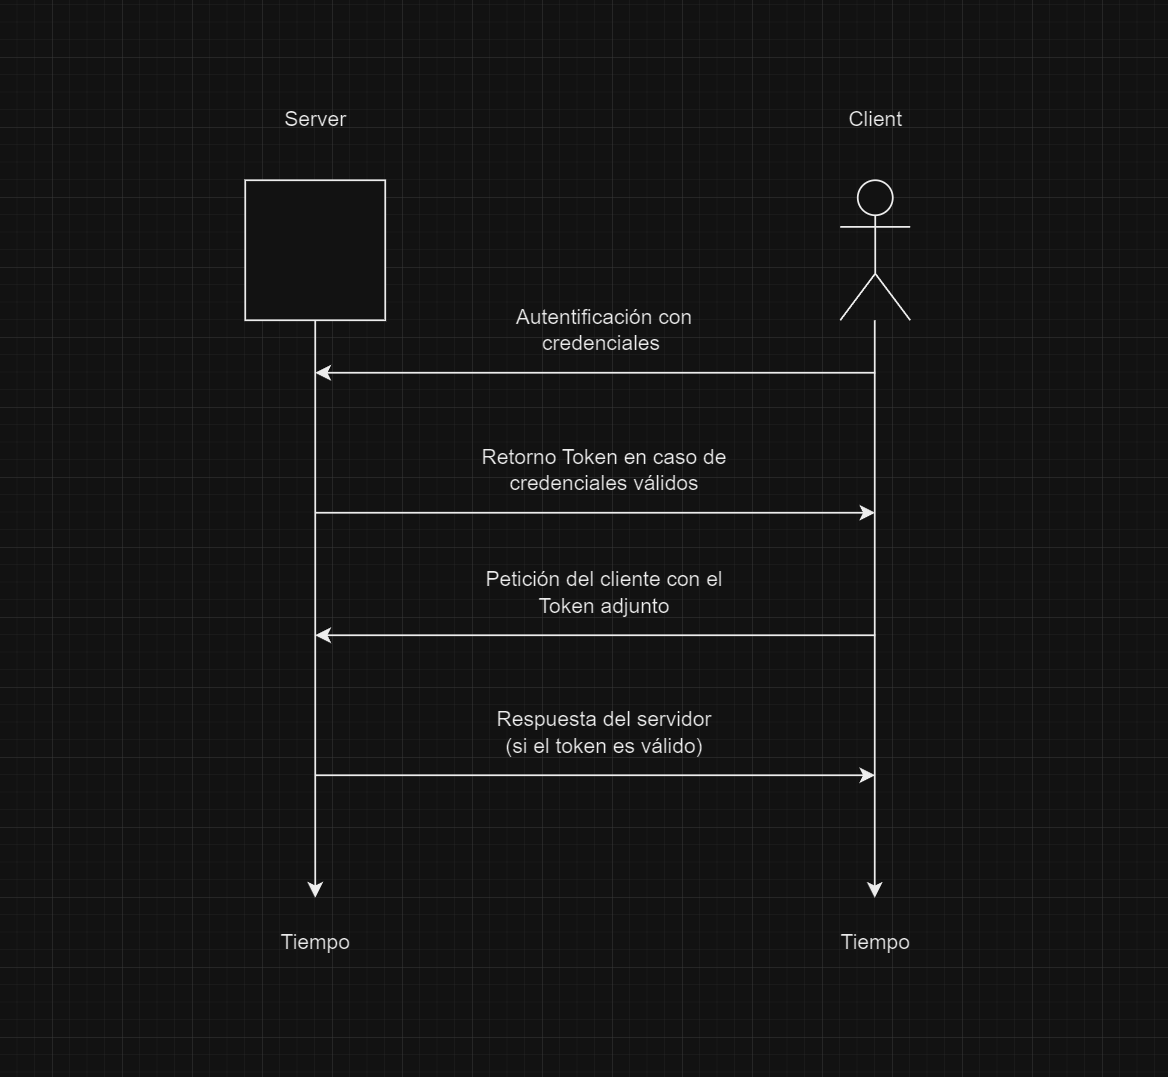 Server
Client
Autentificación con
credenciales
Retorno Token en caso de
credenciales válidos
Petición del cliente con el
Token adjunto
Respuesta del servidor
(si el token es válido)
Tiempo
Tiempo